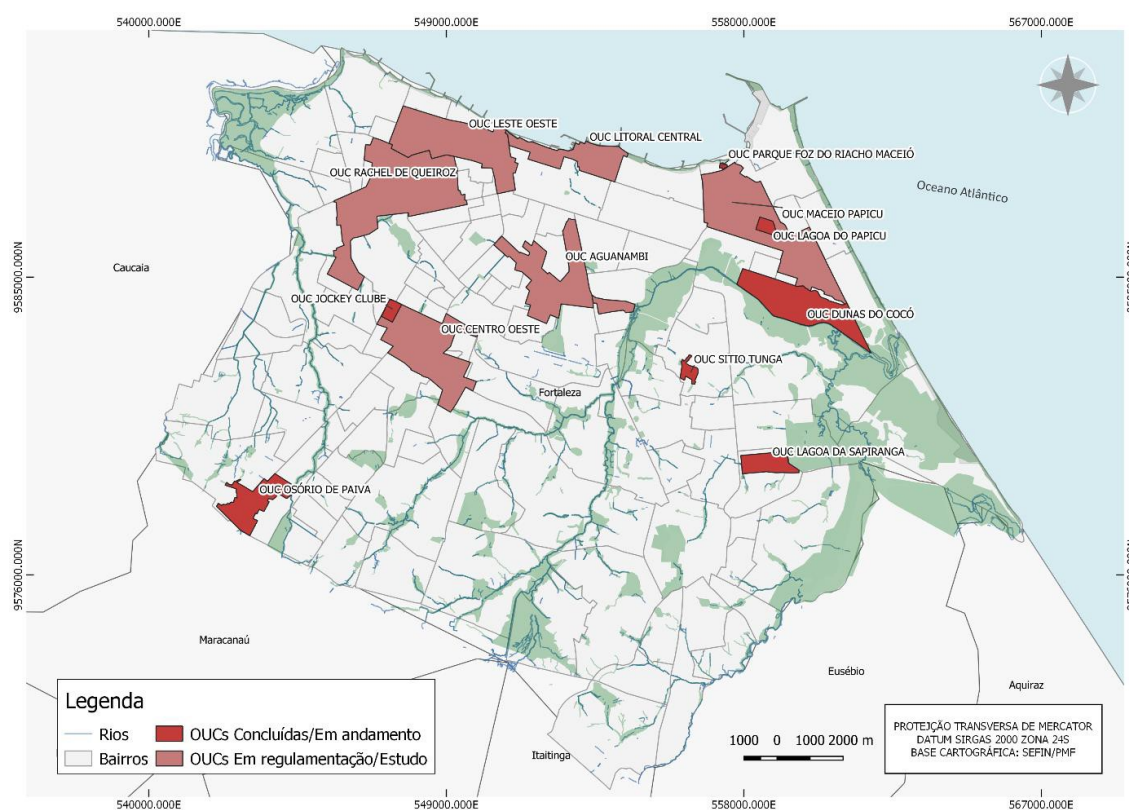 540000.000E
549000.000E
558000.000E
567000.000E
OUC LESTE OESTE
OUC LITORAL CENTRAL
OUC PARQUE FOZ DO RIACHO MACEIÓ
OUC RACHEL DE QUEIROZ
Oceano Atlântico
OUC MACEIO PAPICU
OUC LAGOA DO PAPICU
OUC AGUANAMBI
Caucaia
9585000.000N
9585000.000N
OUC JOCKEY CLUBE
OUC CENTRO OESTE
OUC DUNAS DO COCÓ
OUC SITIO TUNGA
Fortaleza
OUC LAGOA DA SAPIRANGA
OUC OSÓRIO DE PAIVA
9576000.000N
9576000.000N
Maracanaú
Eusébio
Aquiraz
Itaitinga
Legenda
Rios
OUCs Concluídas/Em andamento
Bairros
OUCs Em regulamentação/Estudo
1000 0 1000 2000 m
PROTEJÇÃO TRANSVERSA DE MERCATOR
DATUM SIRGAS 2000 ZONA 24S
BASE CARTOGRÁFICA: SEFIN/PMF
540000.000E
549000.000E
558000.000E
567000.000E